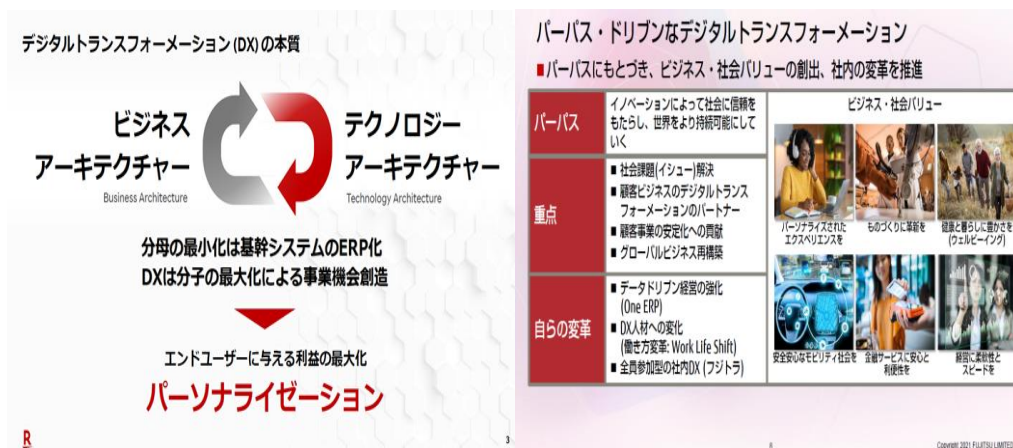 デジタルトランスフォーメーション (DX) の本質
ビジネス
アーキテクチャー
Business Architecture
テクノロジー
アーキテクチャー
Technology Architecture
分母の最小化は基幹システムのERP化
DXは分子の最大化による事業機会創造
エンドユーザーに与える利益の最大化
パーソナライゼーション
R
3
パーパス・ドリブンなデジタルトランスフォーメーション
■パーパスにもとづき、ビジネス・社会バリューの創出、社内の変革を推進
パーパス
イノベーションによって社会に信頼を
もたらし、世界をより持続可能にして
いく
重点
■ 社会課題(イシュー)解決
■ 顧客ビジネスのデジタルトランス
フォーメーションのパートナー
■ 顧客事業の安定化への貢献
■ グローバルビジネス再構築
自らの変革
■ データドリブン経営の強化
(One ERP)
■ DX人材への変化
(働き方変革: Work Life Shift)
■ 全員参加型の社内DX (フジトラ)
ビジネス・社会バリュー
パーソナライズされた
エクスペリエンスを
ものづくりに革新を
健康と暮らしに豊かさを
(ウェルビーイング)
安全安心なモビリティ社会を
金融サービスに安心と
利便性を
経営に柔軟性と
スピードを
Copyright 2021 FUJITSU LIMITED